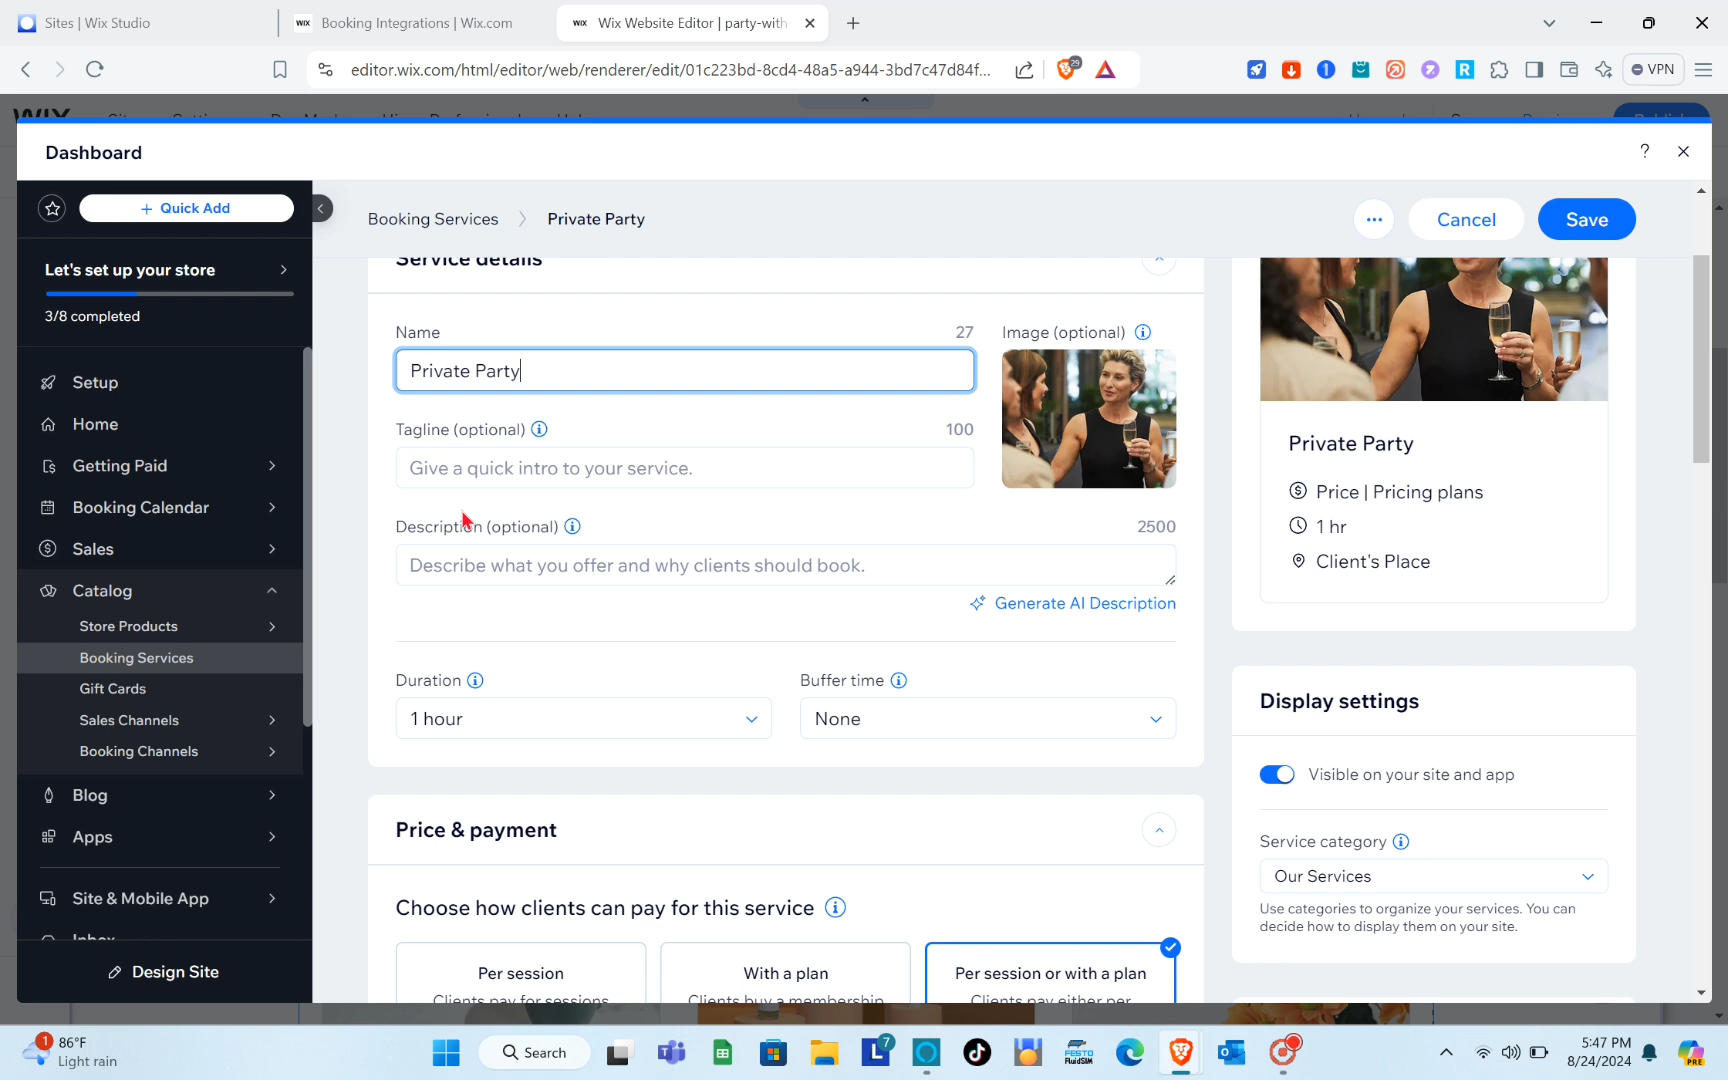 Sites | Wix Studio
WIX Booking Integrations | Wix.com
WIX Wix Website Editor | party-with
editor.wix.com/html/editor/web/renderer/edit/01c223bd-8cd4-48a5-a944-3bd7c47d84f...
29
VPN
Dashboard
?
+ Quick Add
Booking Services
Private Party
Cancel
Save
Let's set up your store
3/8 completed
Setup
Home
Getting Paid
Booking Calendar
Sales
Catalog
Store Products
Booking Services
Gift Cards
Sales Channels
Booking Channels
Blog
Apps
Site & Mobile App
Inbox
Design Site
Service details
Name
27
Image (optional)
Private Party
Tagline (optional)
100
Give a quick intro to your service.
Description (optional)
2500
Describe what you offer and why clients should book.
Generate AI Description
Duration
Buffer time
1 hour
None
Price & payment
Choose how clients can pay for this service
Per session
Clients pay for sessions
With a plan
Clients buy a membership
Per session or with a plan
Clients pay either per
Private Party
Price | Pricing plans
1 hr
Client's Place
Display settings
Visible on your site and app
Service category
Our Services
Use categories to organize your services. You can
decide how to display them on your site.
1
86°F
Light rain
Search
7
FESTO
FluidSIM
5:47 PM
8/24/2024
PRE